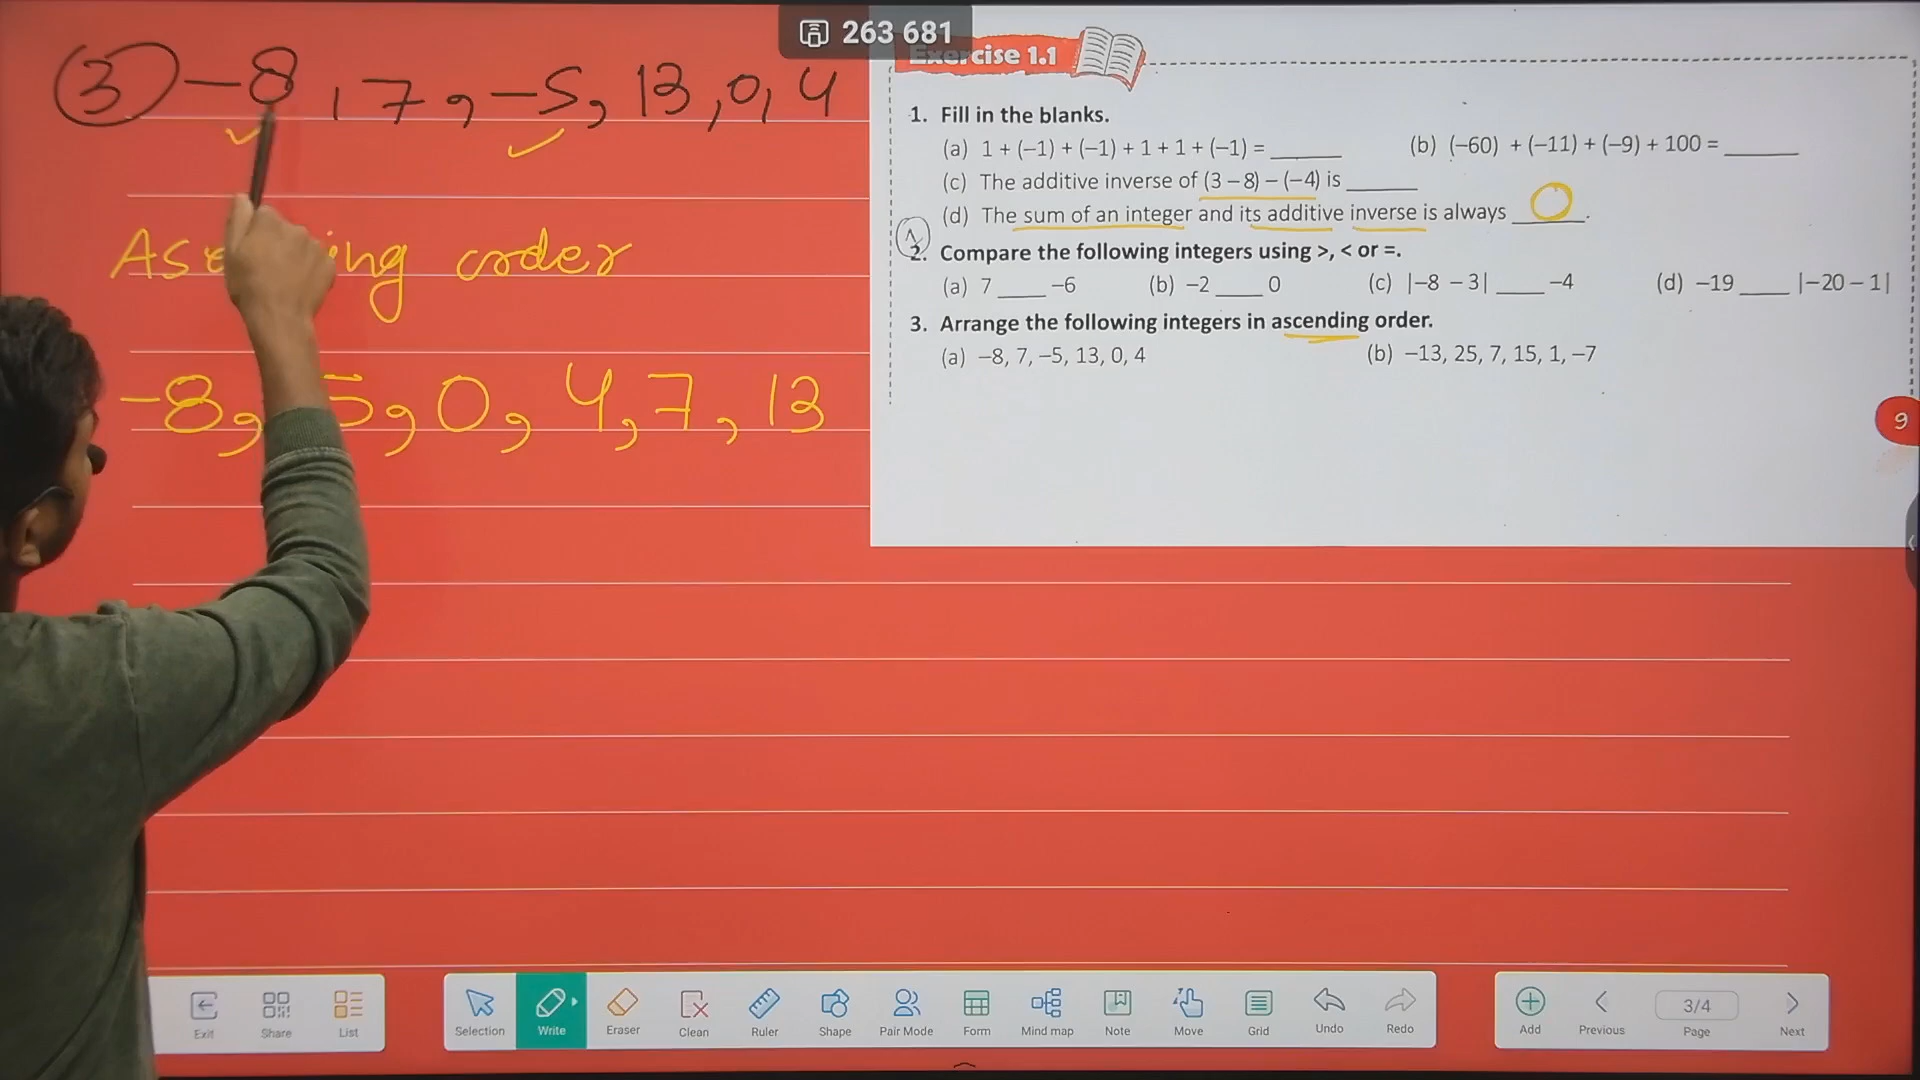 263 681
③ -8, 7, -5, 13, 0, 4
ing order
-8, 5, 0, 4, 7, 13
Exercise 1.1
1. Fill in the blanks.
(a) 1 + (−1) + (−1) + 1 + 1 + (−1) = ______ (b) (−60) + (−11) + (−9) + 100 = ______
(c) The additive inverse of (3 – 8) – (−4) is ______
(d) The sum of an integer and its additive inverse is always __0__.
2. Compare the following integers using >, < or =.
(a) 7 ____ −6 (b) −2 ____ 0 (c) |−8 – 3| ____ −4 (d) −19 ____ |−20 – 1|
3. Arrange the following integers in ascending order.
(a) −8, 7, −5, 13, 0, 4 (b) −13, 25, 7, 15, 1, −7
9
Exit Share List Selection Write Eraser Clean Ruler Shape Pair Mode Form Mind map Note Move Grid Undo Redo Add Previous 3/4 Page Next